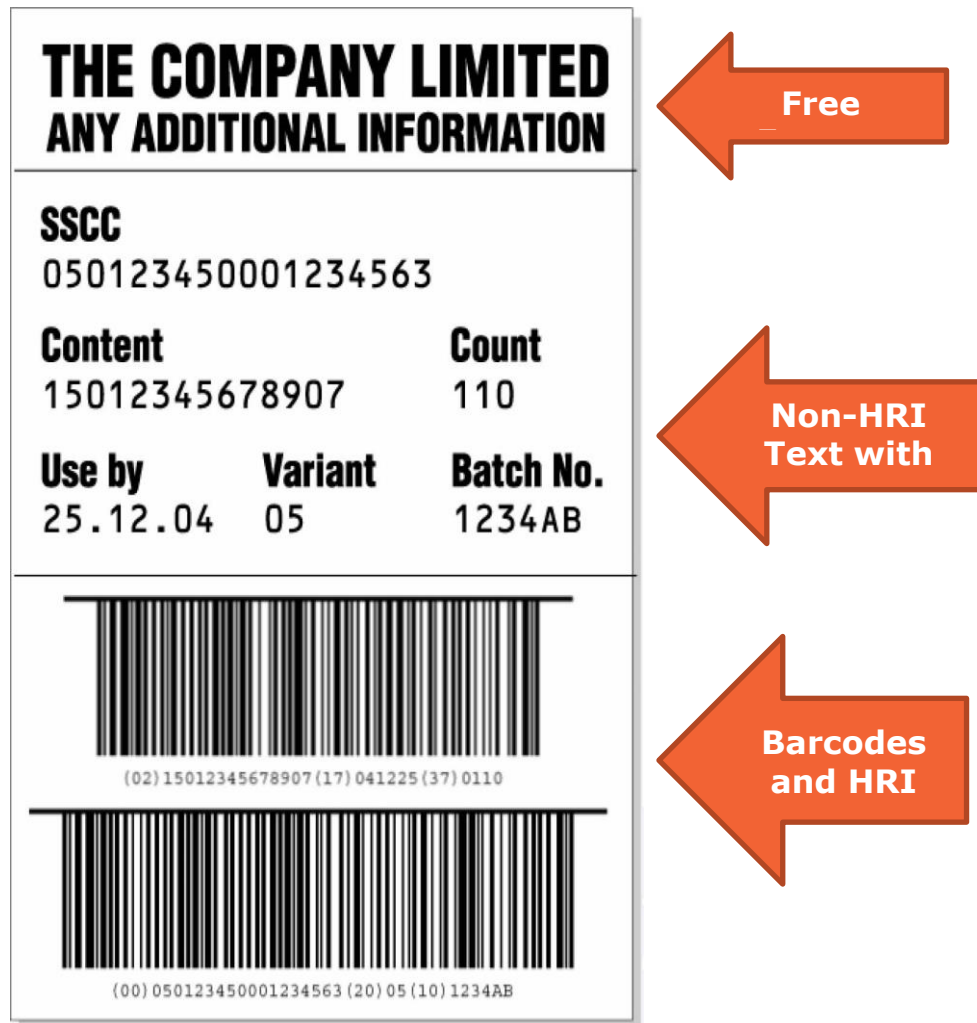 THE COMPANY LIMITED
ANY ADDITIONAL INFORMATION
Free
SSCC
050123450001234563
Content Count
15012345678907 110
Non-HRI
Text with
Use by Variant Batch No.
25.12.04 05 1234AB
(02)15012345678907(17)041225(37)0110
Barcodes
and HRI
(00)050123450001234563(20)05(10)1234AB